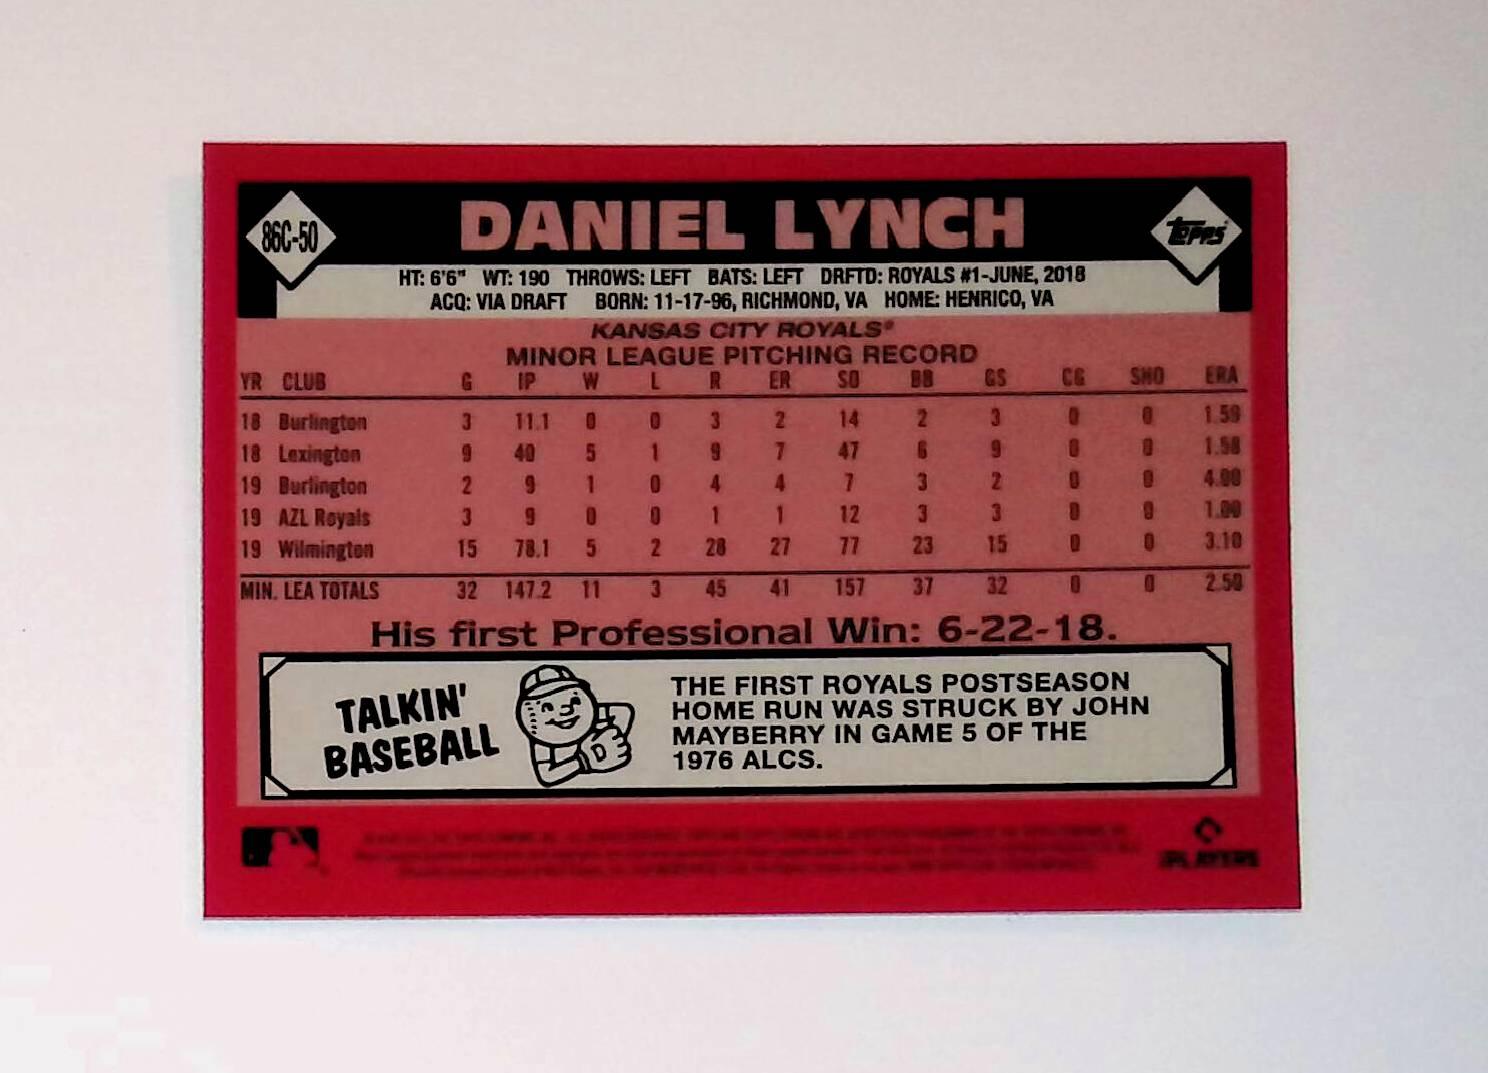 86C-50
DANIEL LYNCH
TOPPS
HT: 6'6" WT: 190 THROWS: LEFT BATS: LEFT DRFTD: ROYALS #1-JUNE, 2018
ACQ: VIA DRAFT BORN: 11-17-96, RICHMOND, VA HOME: HENRICO, VA
KANSAS CITY ROYALS®
MINOR LEAGUE PITCHING RECORD
YR CLUB G IP W L R ER SO BB GS CG SHO ERA
18 Burlington 3 11.1 0 0 3 2 14 2 3 0 0 1.59
18 Lexington 9 40 5 1 9 7 47 6 9 0 0 1.58
19 Burlington 2 9 1 0 4 4 7 3 2 0 0 4.00
19 AZL Royals 3 9 0 0 1 1 12 3 3 0 0 1.00
19 Wilmington 15 78.1 5 2 28 27 77 23 15 0 0 3.10
MIN. LEA TOTALS 32 147.2 11 3 45 41 157 37 32 0 0 2.50
His first Professional Win: 6-22-18.
TALKIN'
BASEBALL
D
THE FIRST ROYALS POSTSEASON
HOME RUN WAS STRUCK BY JOHN
MAYBERRY IN GAME 5 OF THE
1976 ALCS.
PLAYERS